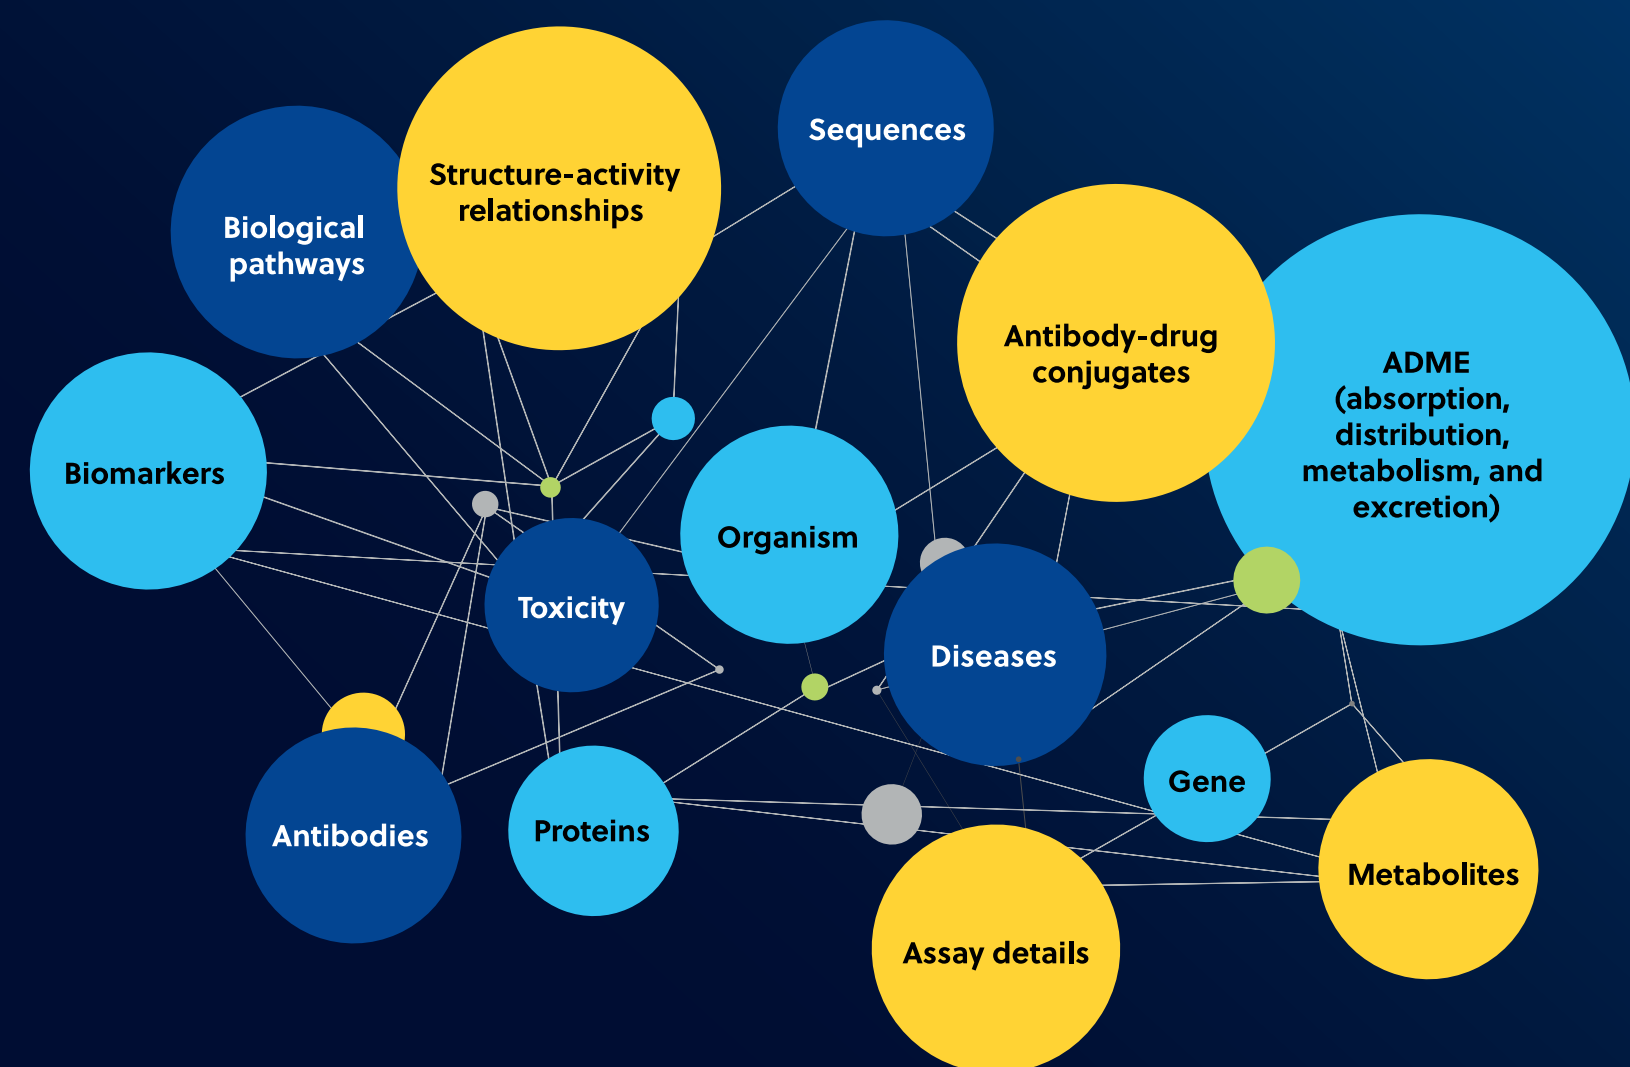 Sequences
Structure-activity
relationships
Biological
pathways
Antibody-drug
conjugates
ADME
(absorption,
distribution,
metabolism, and
excretion)
Biomarkers
Organism
Toxicity
Diseases
Gene
Antibodies
Proteins
Metabolites
Assay details